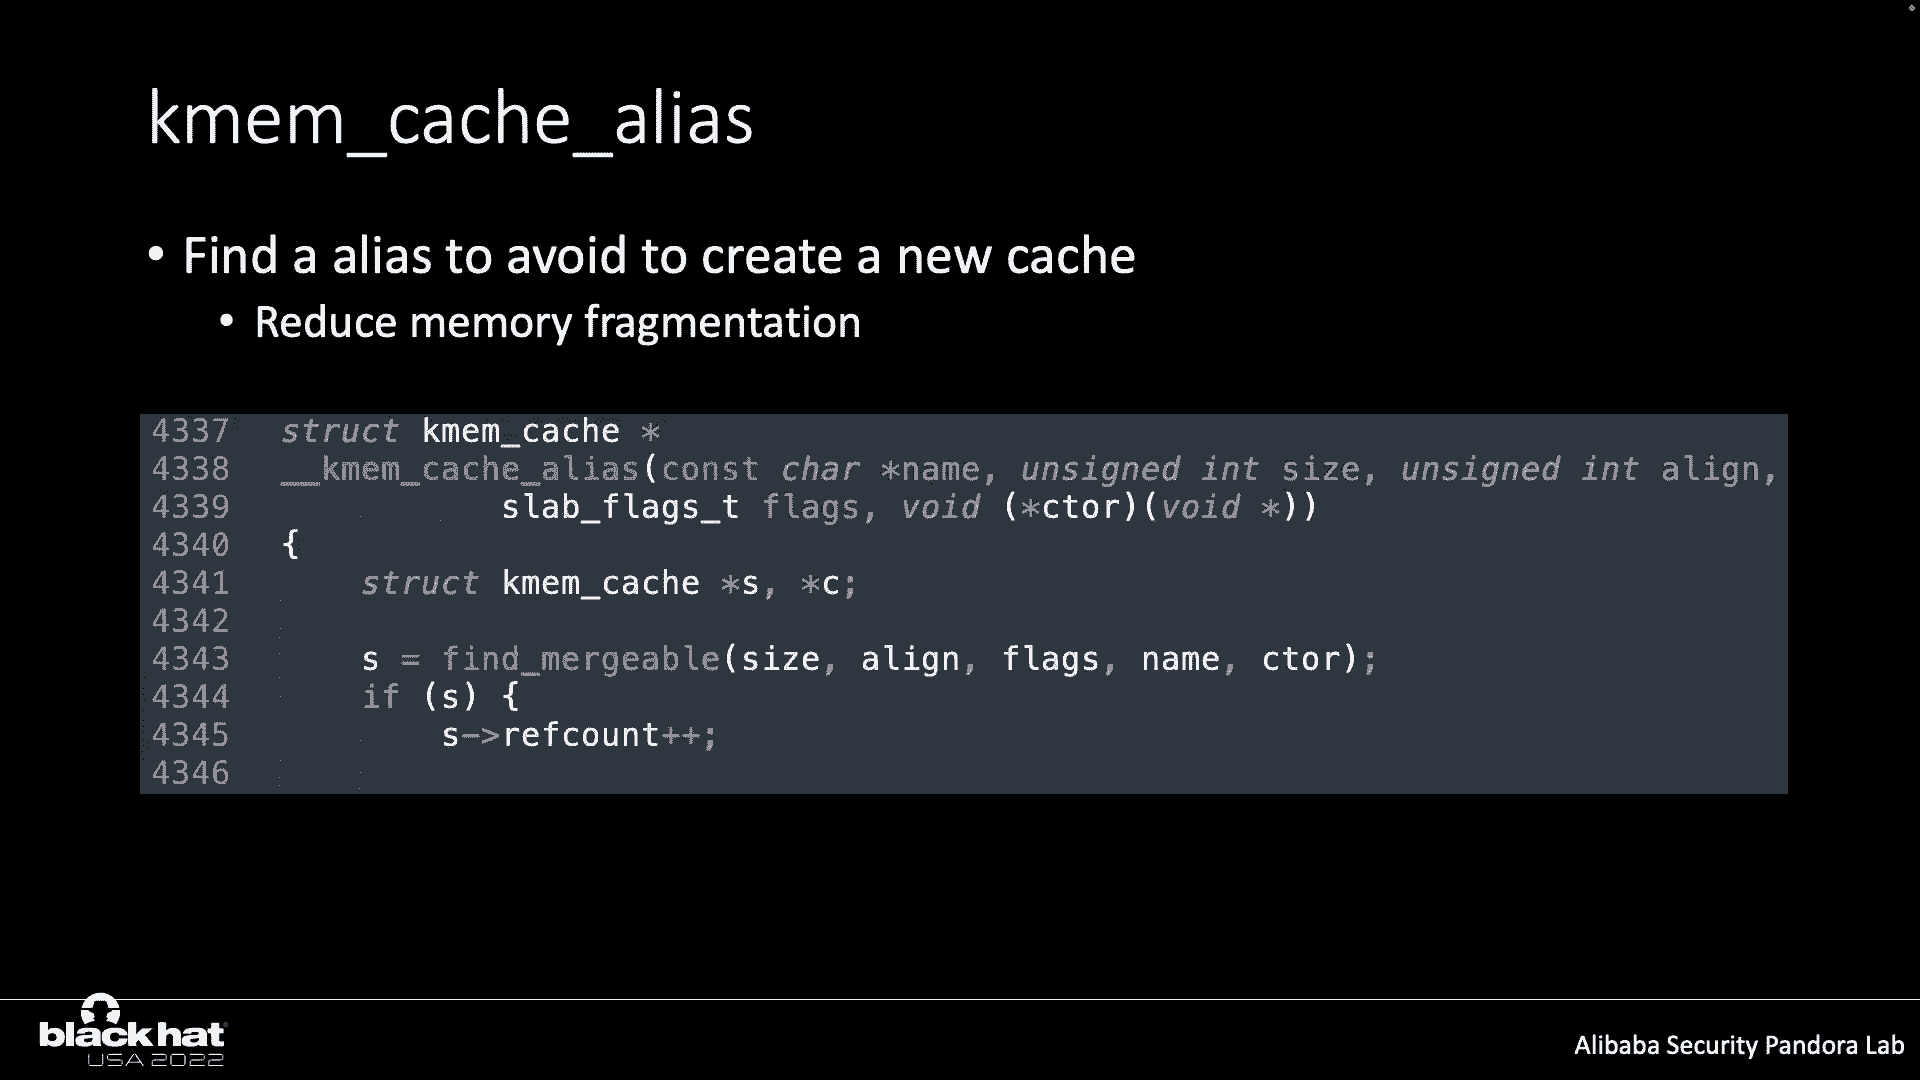 kmem_cache_alias
• Find a alias to avoid to create a new cache
• Reduce memory fragmentation
4337 struct kmem_cache *
4338 __kmem_cache_alias(const char *name, unsigned int size, unsigned int align,
4339 slab_flags_t flags, void (*ctor)(void *))
4340 {
4341 struct kmem_cache *s, *c;
4342
4343 s = find_mergeable(size, align, flags, name, ctor);
4344 if (s) {
4345 s->refcount++;
4346
black hat
USA 2022
Alibaba Security Pandora Lab